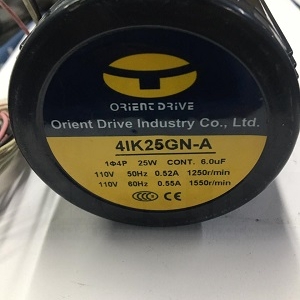 ORIENT DRIVE
Orient Drive Industry Co., Ltd.
4IK25GN-A
1Φ4P 25W CONT. 6.0uF
110V 50Hz 0.52A 1250r/min
110V 60Hz 0.55A 1550r/min
CCC CE